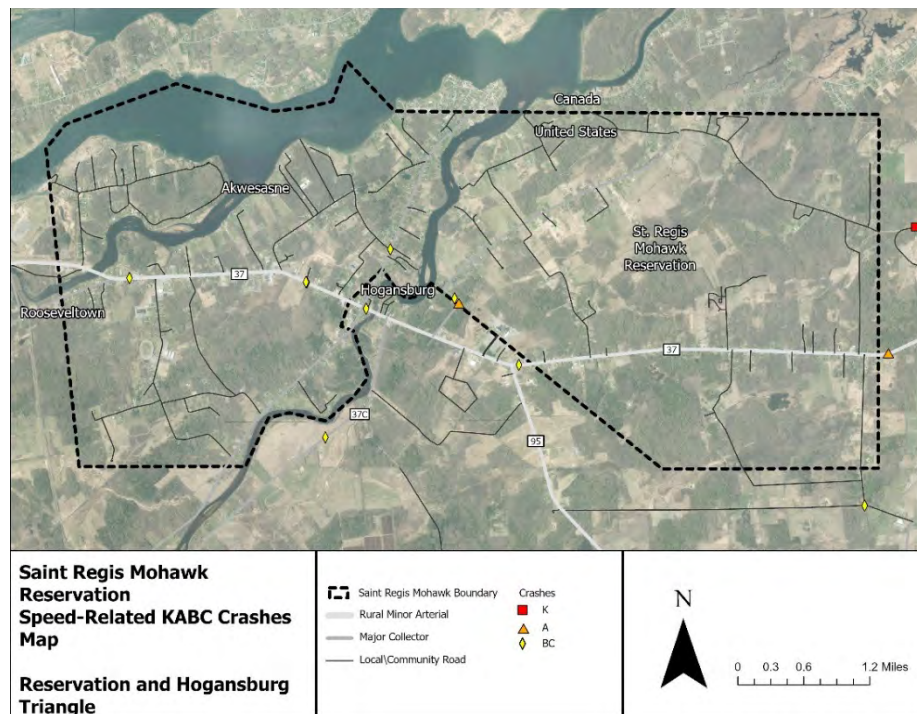 Canada
United States
Akwesasne
St. Regis
Mohawk
Reservation
37
Hogansburg
Rooseveltown
37
37C
95
Saint Regis Mohawk
Reservation
Speed-Related KABC Crashes
Map
Reservation and Hogansburg
Triangle
Saint Regis Mohawk Boundary
Rural Minor Arterial
Major Collector
Local\Community Road
Crashes
K
A
BC
N
0 0.3 0.6 1.2 Miles